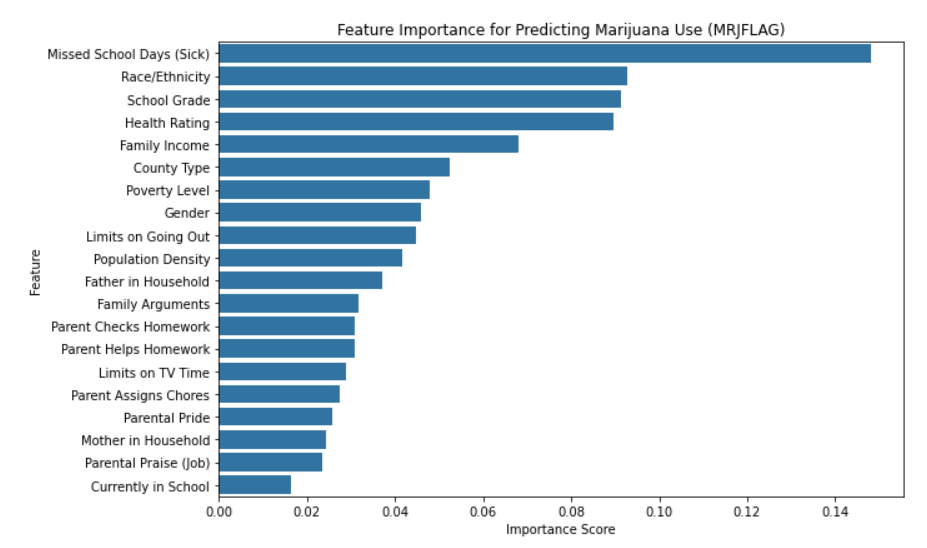 Feature Importance for Predicting Marijuana Use (MRJFLAG)
Missed School Days (Sick)
Race/Ethnicity
School Grade
Health Rating
Family Income
County Type
Poverty Level
Gender
Limits on Going Out
Population Density
Father in Household
Family Arguments
Parent Checks Homework
Parent Helps Homework
Limits on TV Time
Parent Assigns Chores
Parental Pride
Mother in Household
Parental Praise (Job)
Currently in School
Feature
0.00 0.02 0.04 0.06 0.08 0.10 0.12 0.14
Importance Score